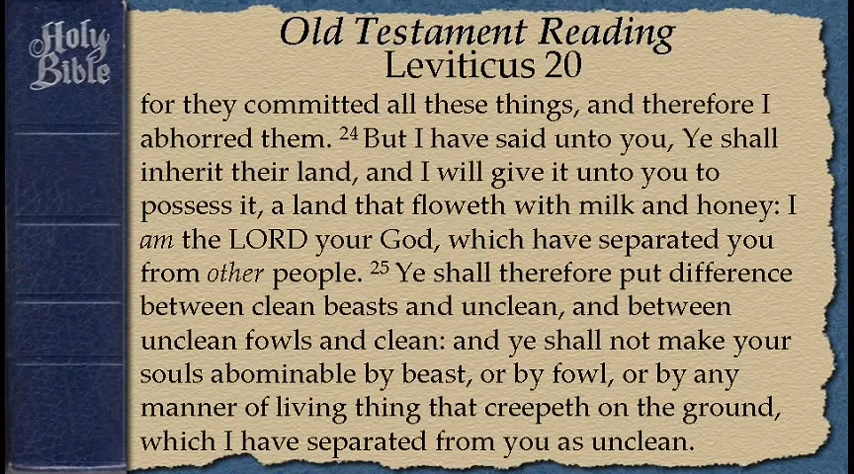 Holy
Bible
Old Testament Reading
Leviticus 20
for they committed all these things, and therefore I
abhorred them. 24 But I have said unto you, Ye shall
inherit their land, and I will give it unto you to
possess it, a land that floweth with milk and honey: I
am the LORD your God, which have separated you
from other people. 25 Ye shall therefore put difference
between clean beasts and unclean, and between
unclean fowls and clean: and ye shall not make your
souls abominable by beast, or by fowl, or by any
manner of living thing that creepeth on the ground,
which I have separated from you as unclean.